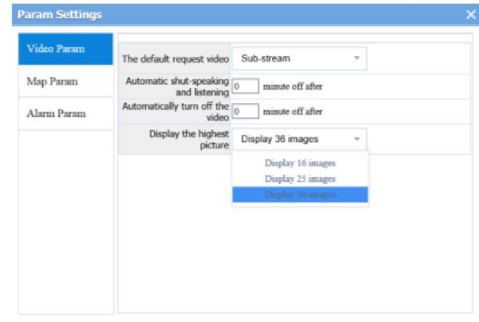 Param Settings
Video Param
Map Param
Alarm Param
The default request video Sub-stream
Automatic shut-speaking
and listening 0 minute off after
Automatically turn off the
video 0 minute off after
Display the highest
picture Display 36 images
Display 16 images
Display 25 images
Display 36 images